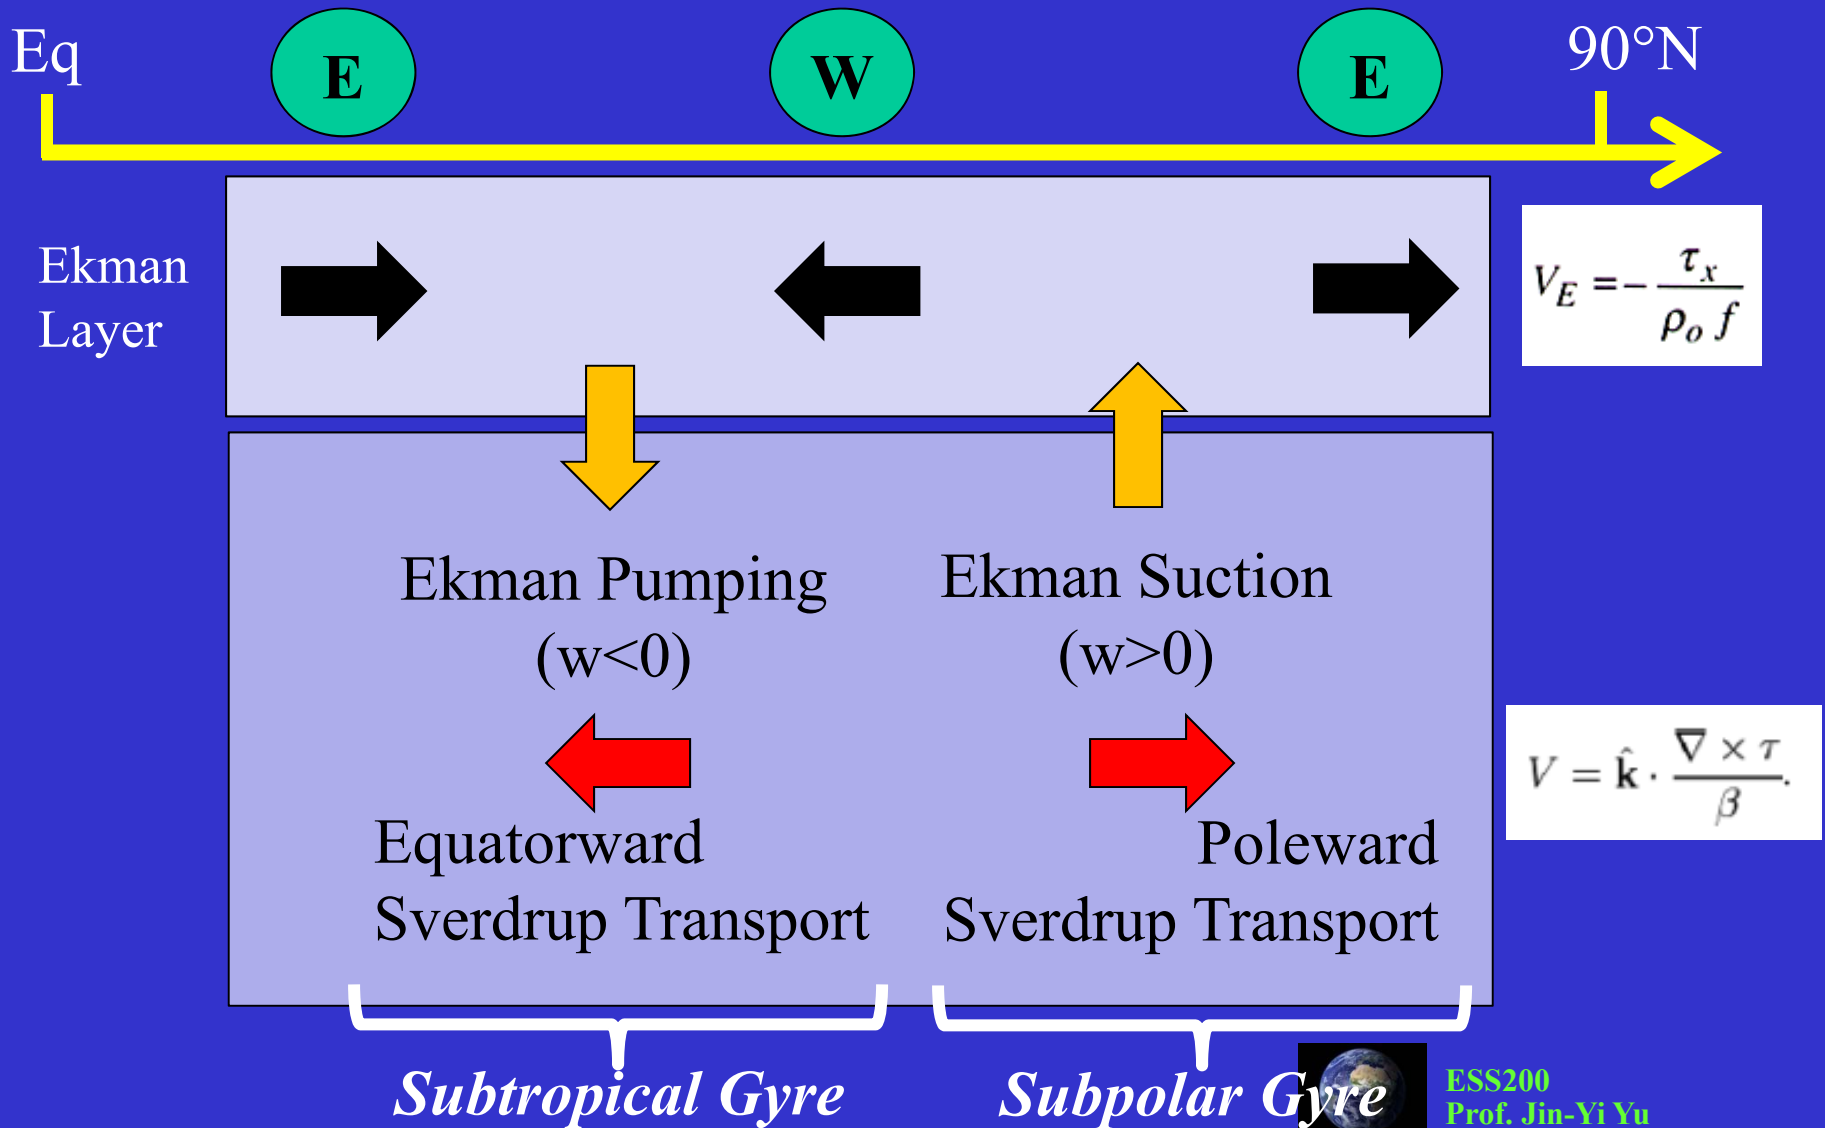 Eq
E
W
E
90°N
Ekman
Layer
V_E = - τ_x / ρ_o f
Ekman Pumping
(w<0)
Ekman Suction
(w>0)
V = k̂ · ∇ × τ / β.
Equatorward
Sverdrup Transport
Poleward
Sverdrup Transport
Subtropical Gyre
Subpolar Gyre
ESS200
Prof. Jin-Yi Yu